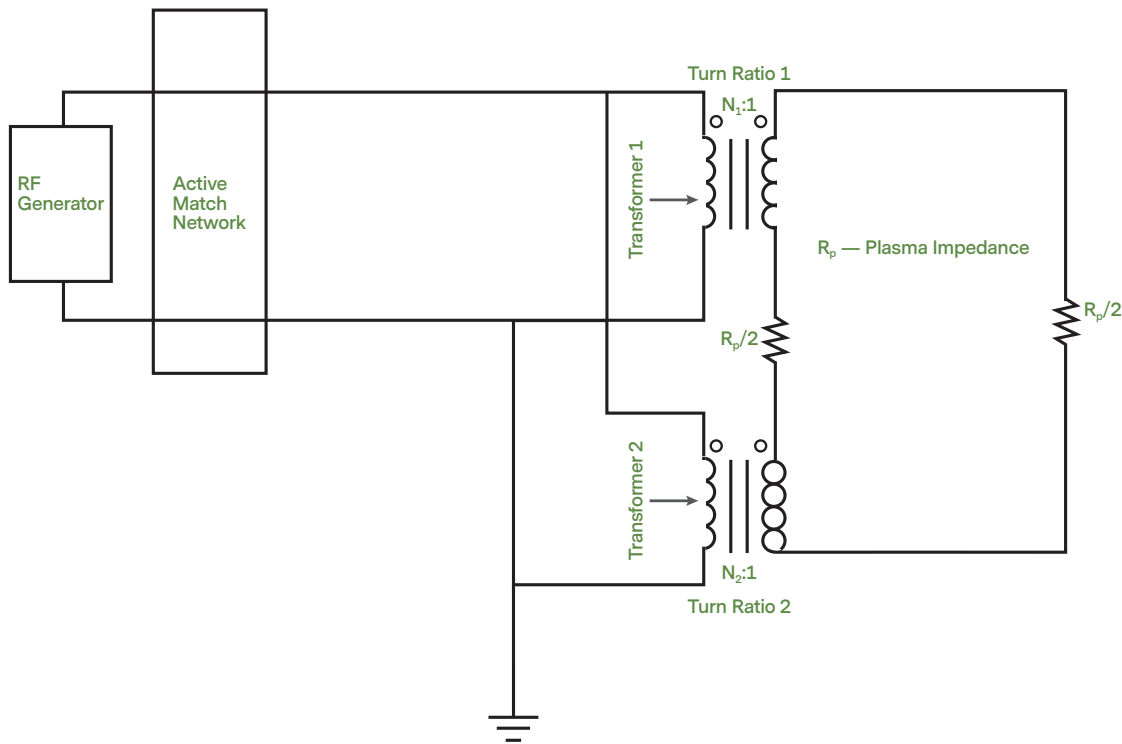 Turn Ratio 1
N₁:1
Transformer 1
RF
Generator
Active
Match
Network
Rₚ — Plasma Impedance
Rₚ/2
Rₚ/2
Transformer 2
N₂:1
Turn Ratio 2